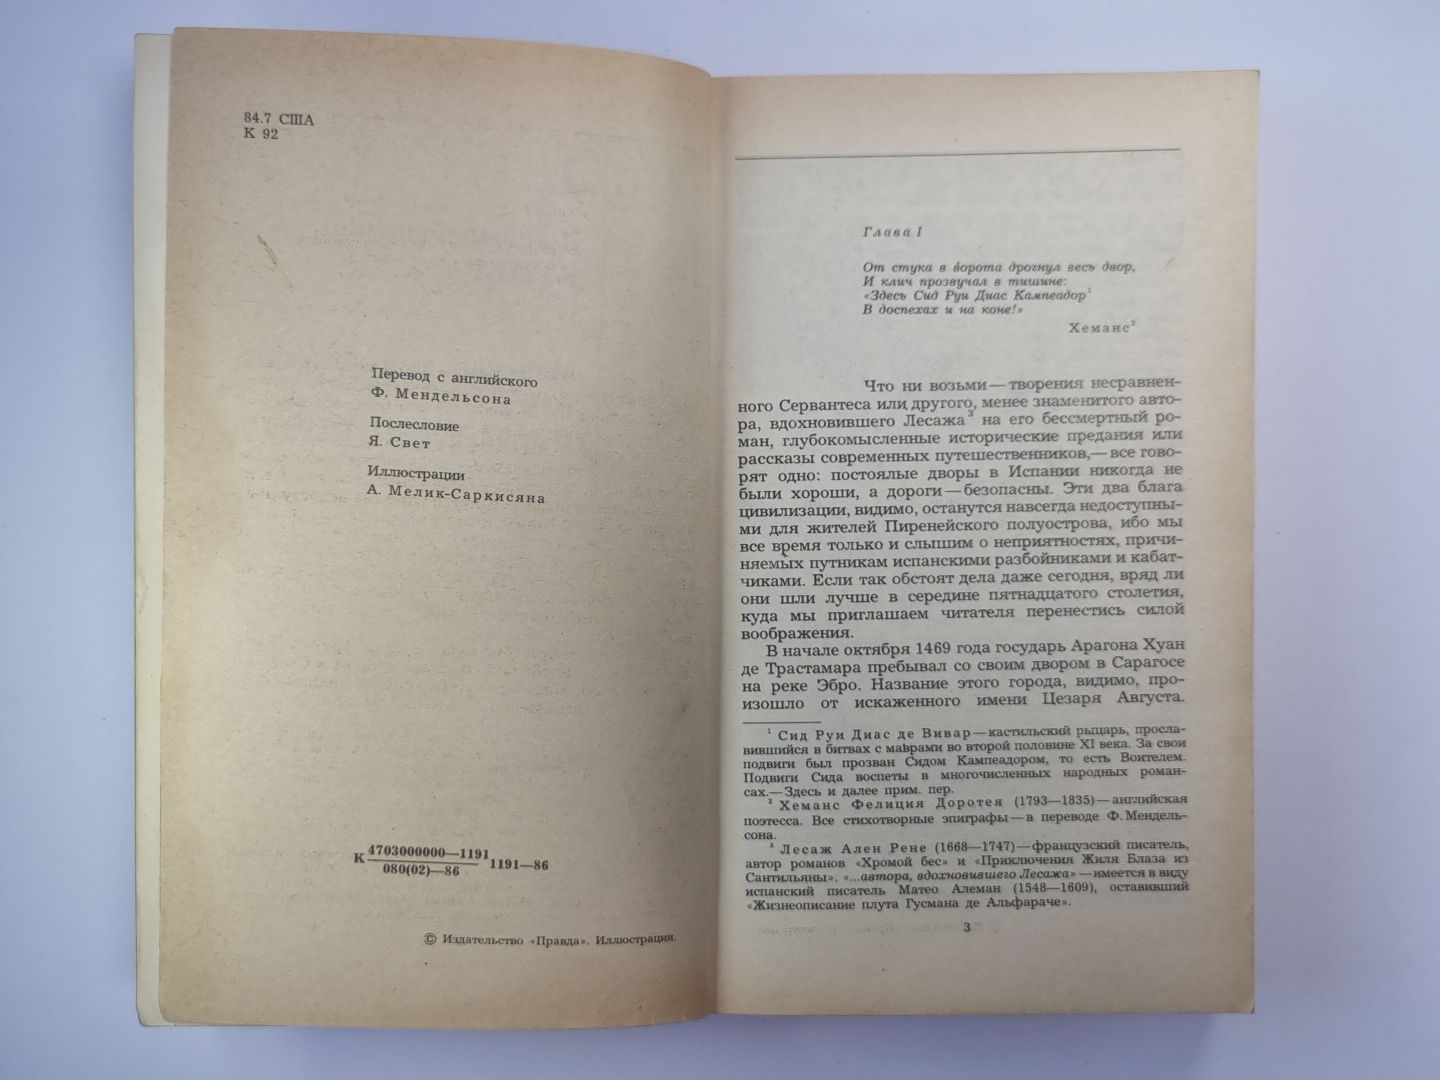 84.7 США
К 92
Перевод с английского
Ф. Мендельсона
Послесловие
Я. Свет
Иллюстрации
А. Мелик-Саркисяна
К 4703000000—1191 1191—86
080(02)—86
© Издательство «Правда». Иллюстрации.
Глава I
От стука в ворота дрогнул весь двор,
И клич прозвучал в тишине:
«Здесь Сид Руи Диас Кампеадор¹
В доспехах и на коне!»
Хеманс²
Что ни возьми — творения несравнен-
ного Сервантеса или другого, менее знаменитого авто-
ра, вдохновившего Лесажа³ на его бессмертный ро-
ман, глубокомысленные исторические предания или
рассказы современных путешественников,— все гово-
рят одно: постоялые дворы в Испании никогда не
были хороши, а дороги — безопасны. Эти два блага
цивилизации, видимо, останутся навсегда недоступны-
ми для жителей Пиренейского полуострова, ибо мы
все время только и слышим о неприятностях, причи-
няемых путникам испанскими разбойниками и кабат-
чиками. Если так обстоят дела даже сегодня, вряд ли
они шли лучше в середине пятнадцатого столетия,
куда мы приглашаем читателя перенестись силой
воображения.
В начале октября 1469 года государь Арагона Хуан
де Трастамара пребывал со своим двором в Сарагосе
на реке Эбро. Название этого города, видимо, про-
изошло от искаженного имени Цезаря Августа.
¹ Сид Руи Диас де Вивар — кастильский рыцарь, просла-
вившийся в битвах с маврами во второй половине XI века. За свои
подвиги был прозван Сидом Кампеадором, то есть Воителем.
Подвиги Сида воспеты в многочисленных народных роман-
сах.— Здесь и далее прим. пер.
² Хеманс Фелиция Доротея (1793—1835) — английская
поэтесса. Все стихотворные эпиграфы — в переводе Ф. Мендель-
сона.
³ Лесаж Ален Рене (1668—1747) — французский писатель,
автор романов «Хромой бес» и «Приключения Жиля Блаза из
Сантильяны». «...автора, вдохновившего Лесажа» — имеется в виду
испанский писатель Матео Алеман (1548—1609), оставивший
«Жизнеописание плута Гусмана де Альфараче».
3